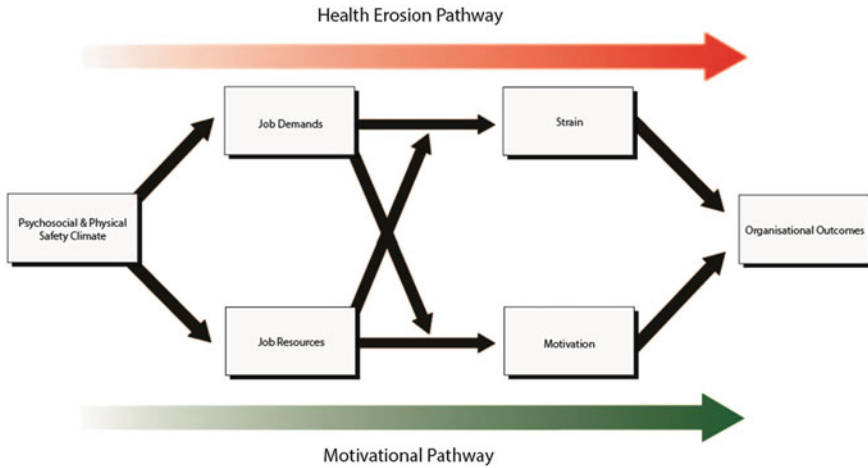 Health Erosion Pathway
Job Demands
Strain
Psychosocial & Physical
Safety Climate
Organisational Outcomes
Job Resources
Motivation
Motivational Pathway